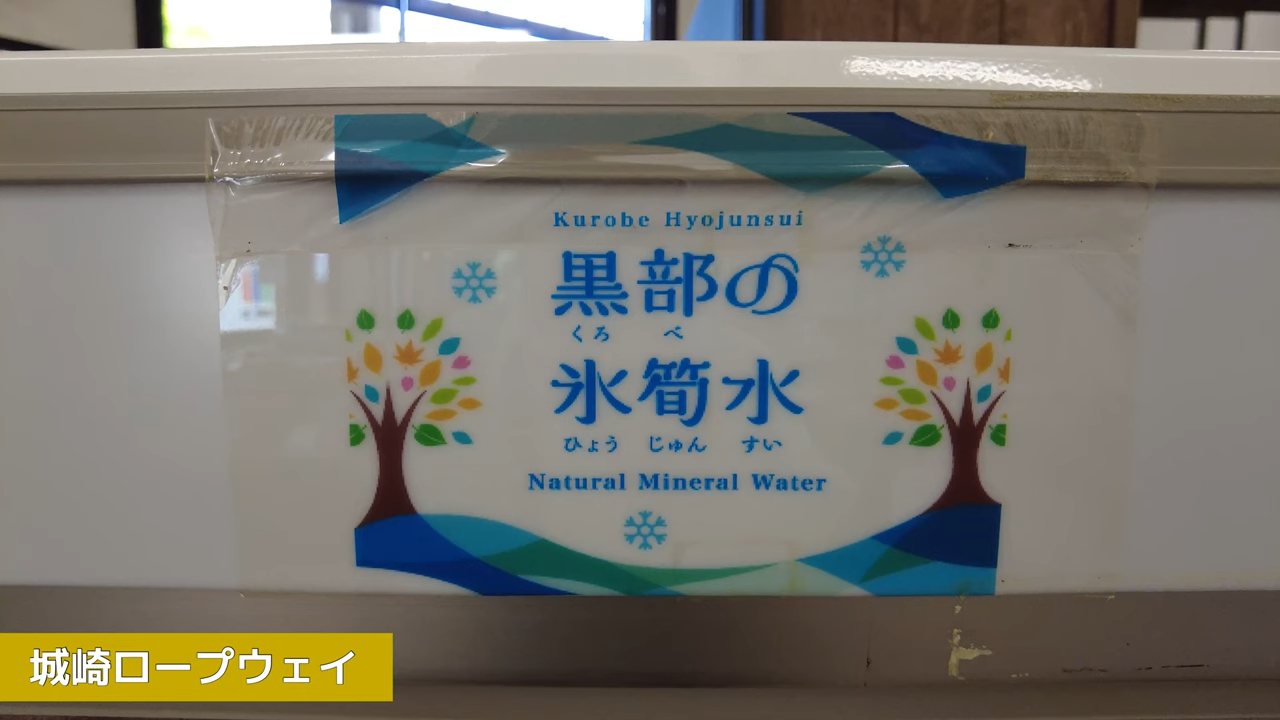 Kurobe Hyojunsui
黒部の
くろ べ
氷筍水
ひょう じゅん すい
Natural Mineral Water
城崎ロープウェイ